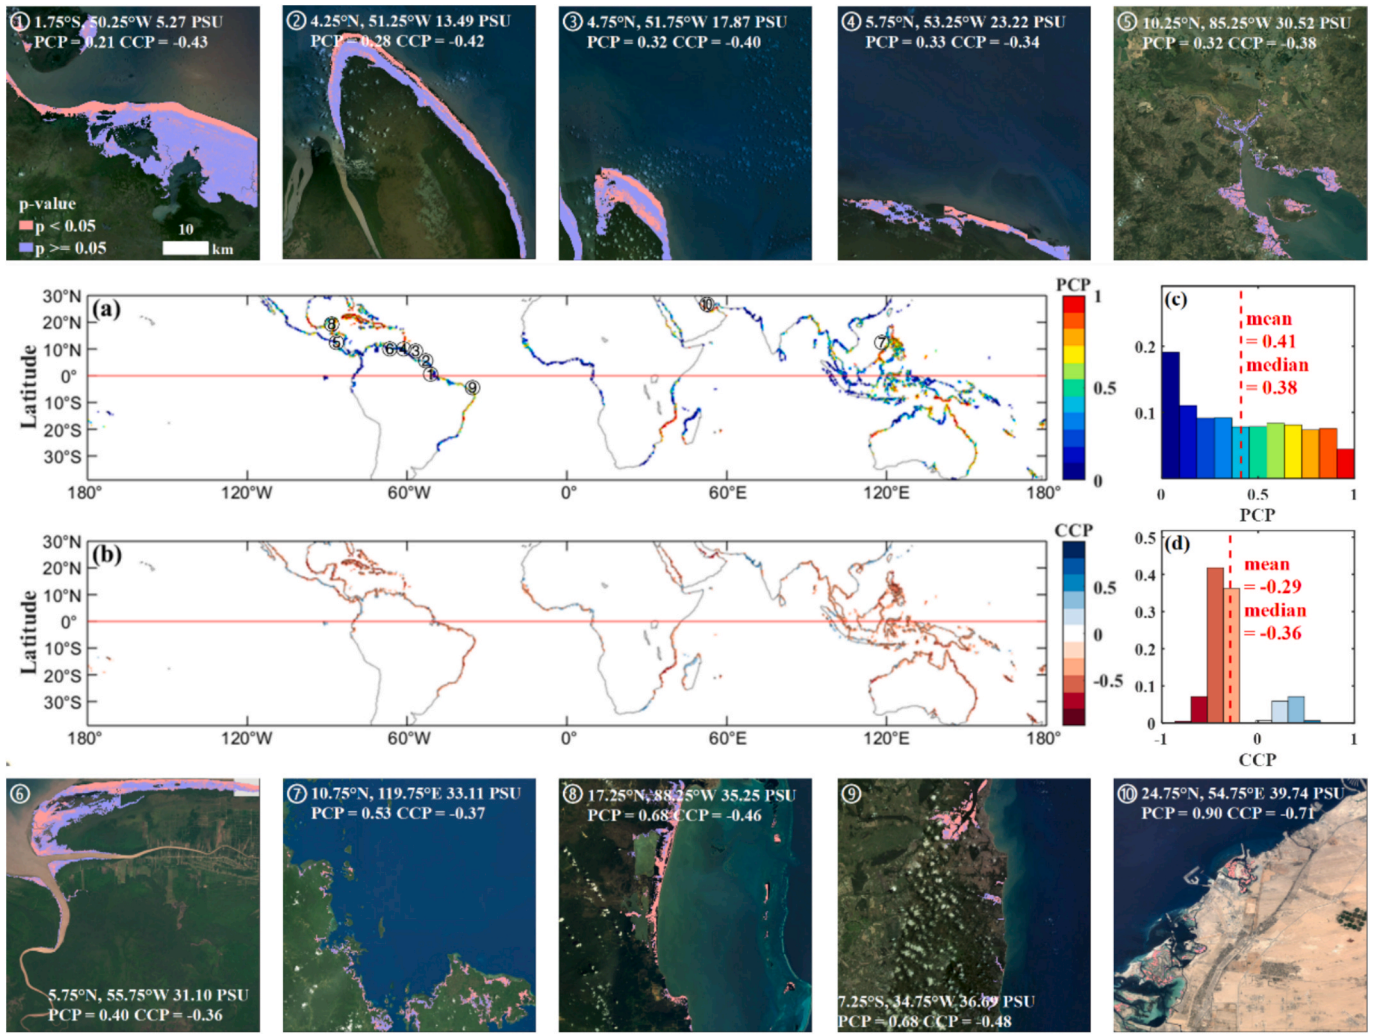 ① 1.75°S, 50.25°W 5.27 PSU
PCP = 0.21 CCP = -0.43
p-value
p < 0.05
p >= 0.05
10
km
② 4.25°N, 51.25°W 13.49 PSU
PCP = 0.28 CCP = -0.42
③ 4.75°N, 51.75°W 17.87 PSU
PCP = 0.32 CCP = -0.40
④ 5.75°N, 53.25°W 23.22 PSU
PCP = 0.33 CCP = -0.34
⑤ 10.25°N, 85.25°W 30.52 PSU
PCP = 0.32 CCP = -0.38
(a)
PCP
Latitude
30°N
20°N
10°N
0°
10°S
20°S
30°S
180°
120°W
60°W
0°
60°E
120°E
180°
1
0.5
0
⑧
⑤
⑥
④
③
②
①
⑨
⑩
⑦
(c)
mean
= 0.41
median
= 0.38
0.2
0.1
0
0.5
1
PCP
(b)
CCP
Latitude
30°N
20°N
10°N
0°
10°S
20°S
30°S
180°
120°W
60°W
0°
60°E
120°E
180°
0.5
0
-0.5
(d)
mean
= -0.29
median
= -0.36
0.5
0.4
0.3
0.2
0.1
0
-1
0
1
CCP
⑥
5.75°N, 55.75°W 31.10 PSU
PCP = 0.40 CCP = -0.36
⑦ 10.75°N, 119.75°E 33.11 PSU
PCP = 0.53 CCP = -0.37
⑧ 17.25°N, 88.25°W 35.25 PSU
PCP = 0.68 CCP = -0.46
⑨
7.25°S, 34.75°W 36.69 PSU
PCP = 0.68 CCP = -0.48
⑩ 24.75°N, 54.75°E 39.74 PSU
PCP = 0.90 CCP = -0.71